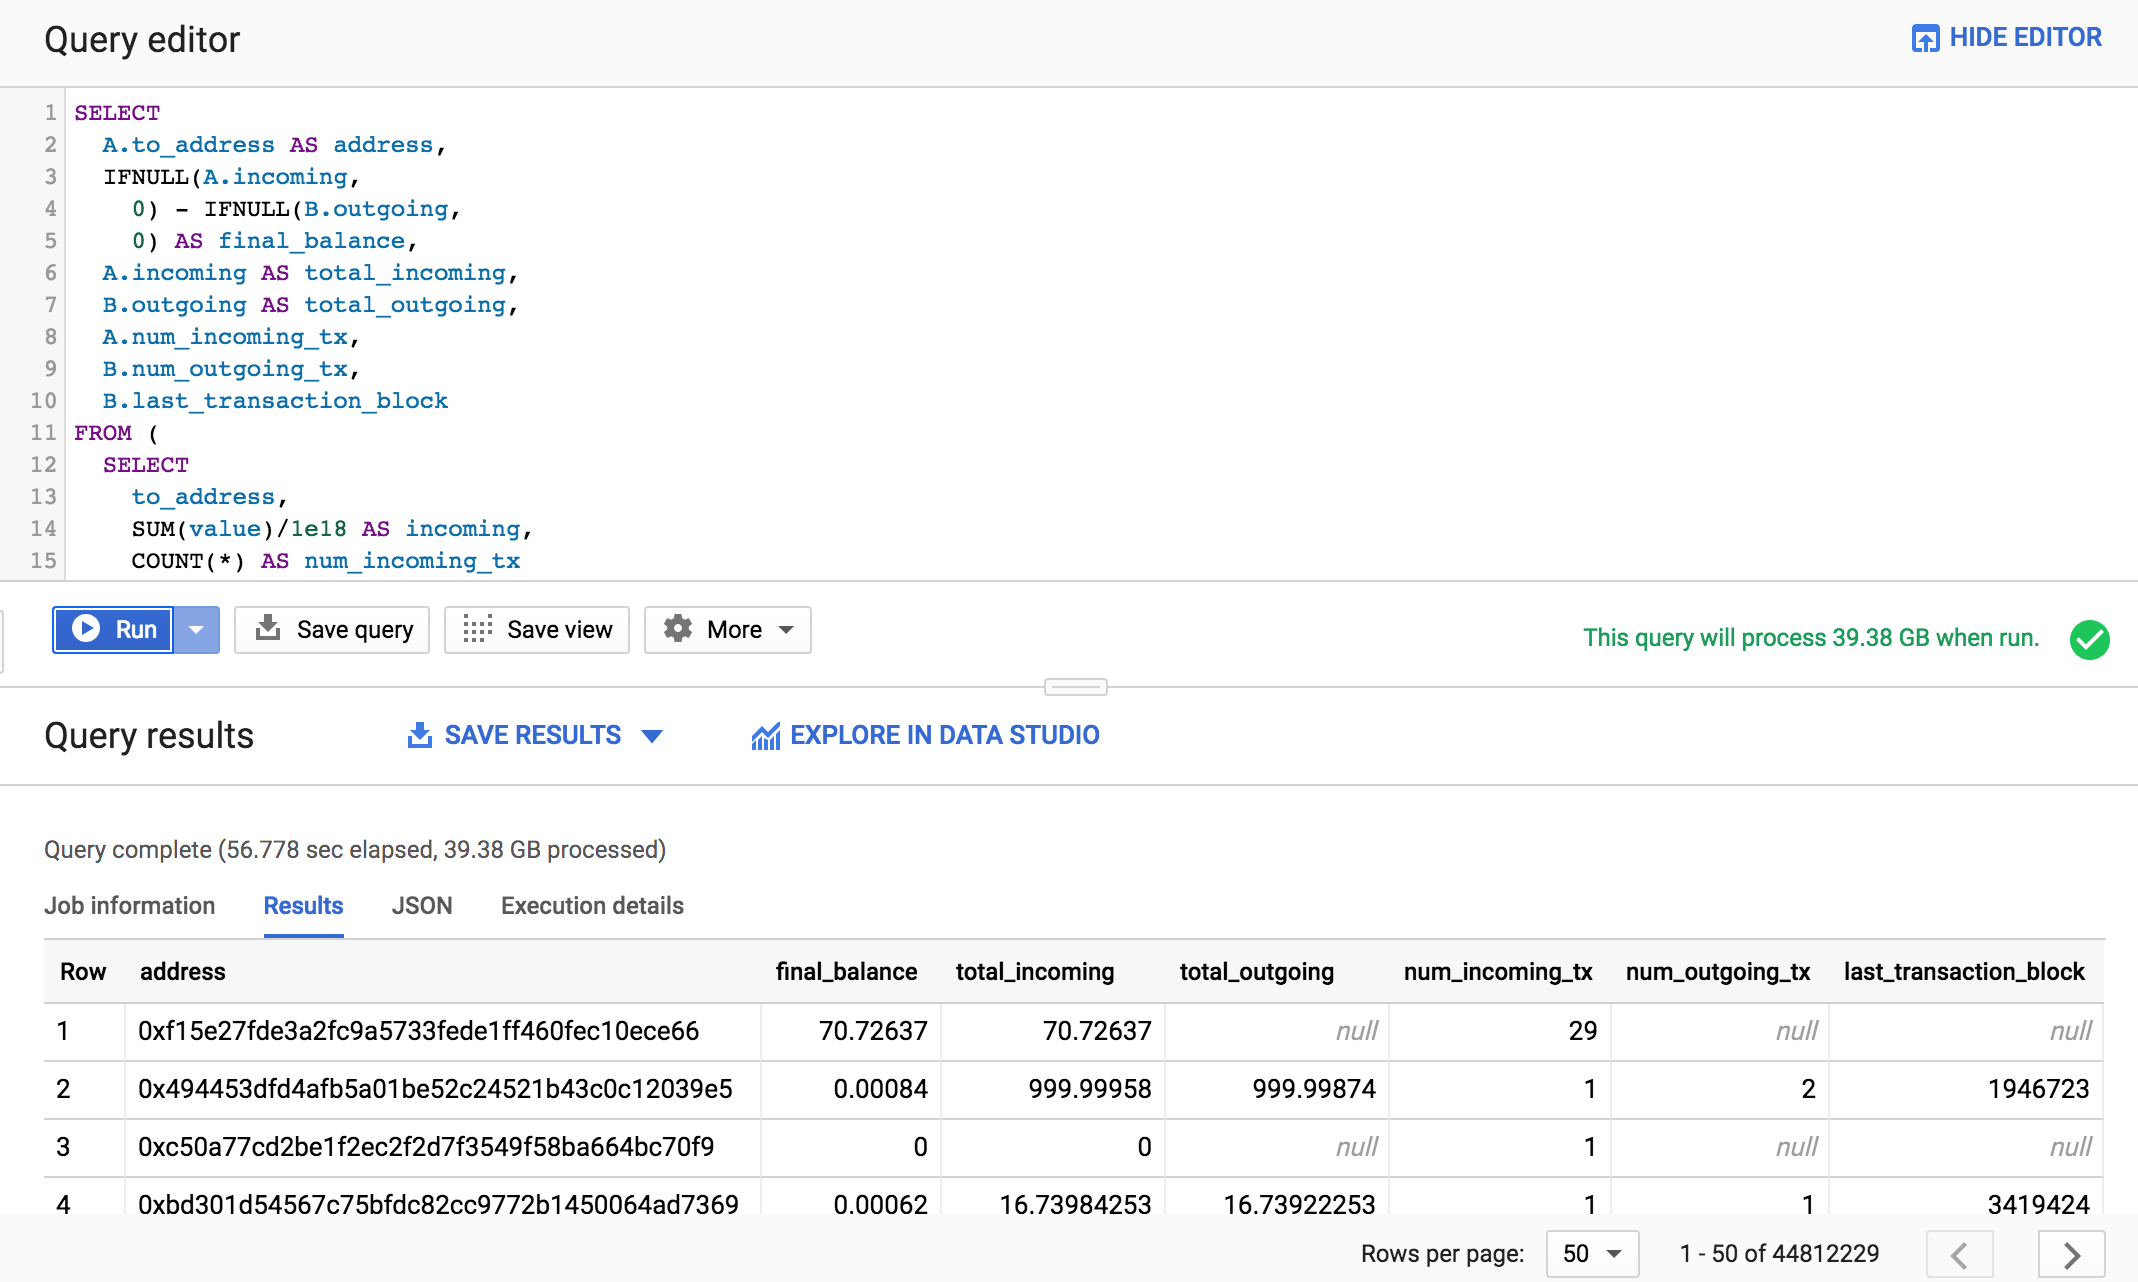 Query editor
HIDE EDITOR
1 SELECT
2   A.to_address AS address,
3   IFNULL(A.incoming,
4     0) - IFNULL(B.outgoing,
5     0) AS final_balance,
6   A.incoming AS total_incoming,
7   B.outgoing AS total_outgoing,
8   A.num_incoming_tx,
9   B.num_outgoing_tx,
10   B.last_transaction_block
11 FROM (
12   SELECT
13     to_address,
14     SUM(value)/1e18 AS incoming,
15     COUNT(*) AS num_incoming_tx
Run Save query Save view More This query will process 39.38 GB when run.
Query results SAVE RESULTS EXPLORE IN DATA STUDIO
Query complete (56.778 sec elapsed, 39.38 GB processed)
Job information Results JSON Execution details
Row address final_balance total_incoming total_outgoing num_incoming_tx num_outgoing_tx last_transaction_block
1 0xf15e27fde3a2fc9a5733fede1ff460fec10ece66 70.72637 70.72637 null 29 null null
2 0x494453dfd4afb5a01be52c24521b43c0c12039e5 0.00084 999.99958 999.99874 1 2 1946723
3 0xc50a77cd2be1f2ec2f2d7f3549f58ba664bc70f9 0 0 null 1 null null
4 0xbd301d54567c75bfdc82cc9772b1450064ad7369 0.00062 16.73984253 16.73922253 1 1 3419424
Rows per page: 50 1 - 50 of 44812229